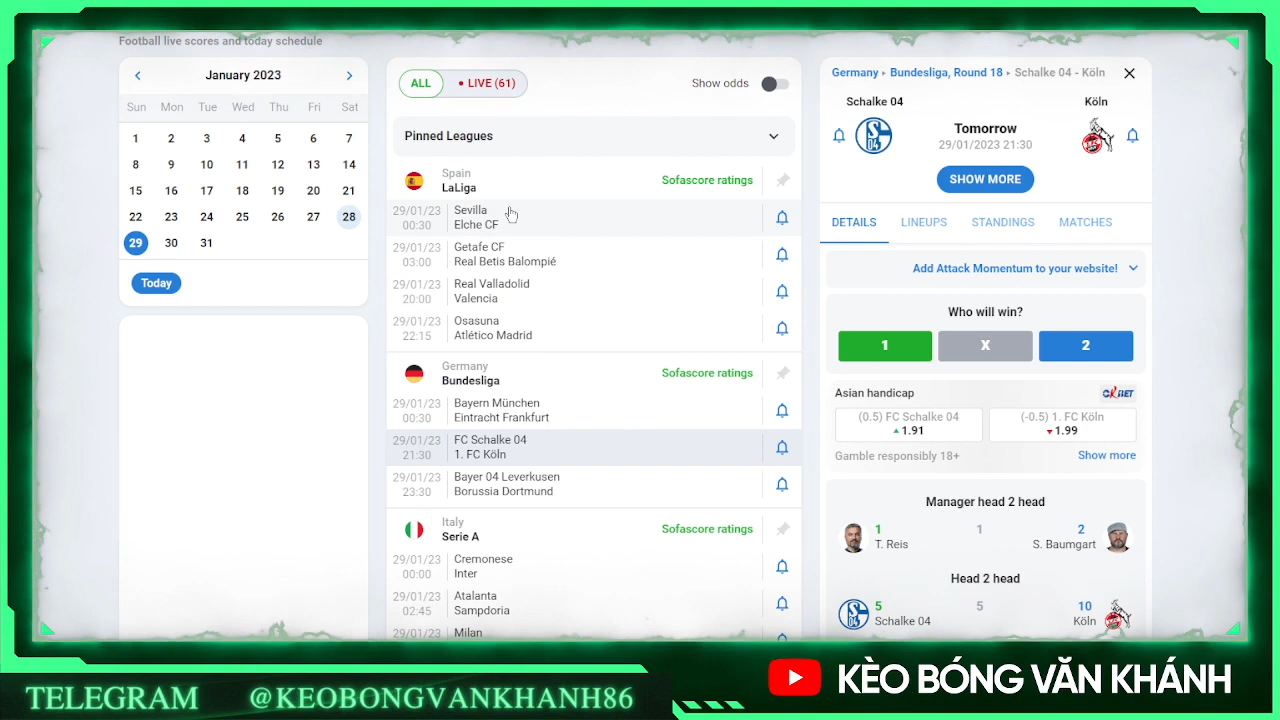 Football live scores and today schedule
January 2023
Sun Mon Tue Wed Thu Fri Sat
1 2 3 4 5 6 7
8 9 10 11 12 13 14
15 16 17 18 19 20 21
22 23 24 25 26 27 28
29 30 31
Today
ALL
LIVE (61)
Show odds
Pinned Leagues
Spain
LaLiga
Sofascore ratings
29/01/23 Sevilla
00:30 Elche CF
29/01/23 Getafe CF
03:00 Real Betis Balompié
29/01/23 Real Valladolid
20:00 Valencia
29/01/23 Osasuna
22:15 Atlético Madrid
Germany
Bundesliga
Sofascore ratings
29/01/23 Bayern München
00:30 Eintracht Frankfurt
29/01/23 FC Schalke 04
21:30 1. FC Köln
29/01/23 Bayer 04 Leverkusen
23:30 Borussia Dortmund
Italy
Serie A
Sofascore ratings
29/01/23 Cremonese
00:00 Inter
29/01/23 Atalanta
02:45 Sampdoria
29/01/23 Milan
Germany Bundesliga, Round 18 Schalke 04 - Köln
Schalke 04
Köln
Tomorrow
29/01/2023 21:30
SHOW MORE
DETAILS LINEUPS STANDINGS MATCHES
Add Attack Momentum to your website!
Who will win?
1 X 2
Asian handicap
(0.5) FC Schalke 04 (-0.5) 1. FC Köln
1.91 1.99
Gamble responsibly 18+ Show more
Manager head 2 head
1 1 2
T. Reis S. Baumgart
Head 2 head
5 5 10
Schalke 04 Köln
TELEGRAM @KEOBONGVANKHANH86
KÈO BÓNG VĂN KHÁNH